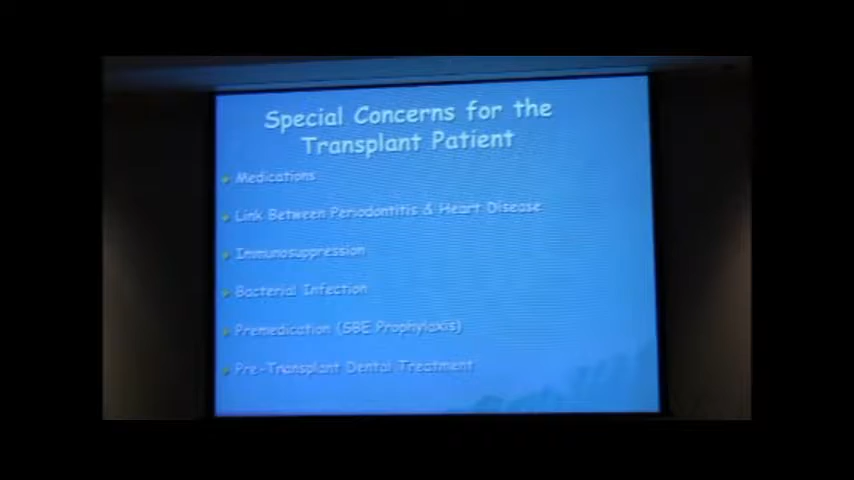 Special Concerns for the
Transplant Patient
Medications
Link Between Periodontitis & Heart Disease
Immunosuppression
Bacterial Infection
Premedication (SBE Prophylaxis)
Pre-Transplant Dental Treatment